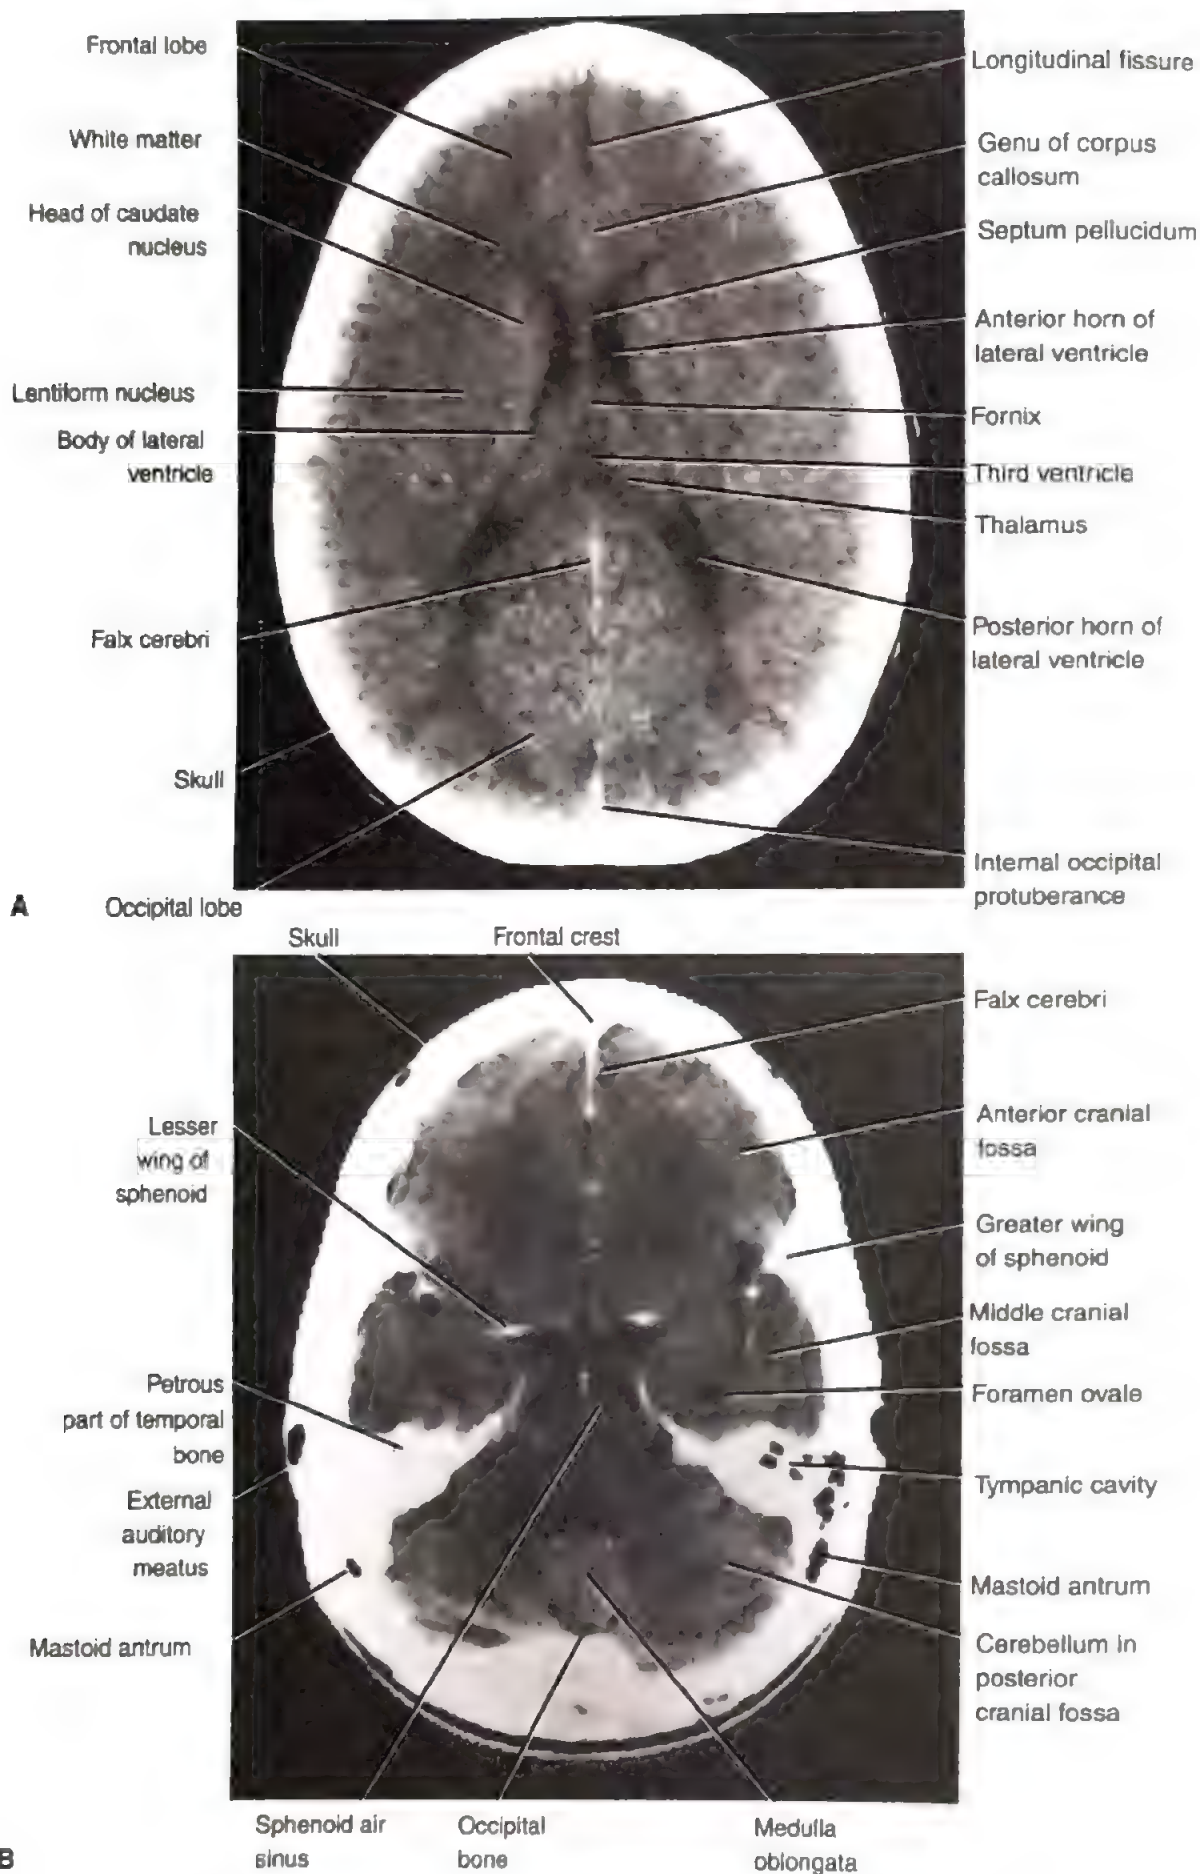 Frontal lobe
White matter
Head of caudate
nucleus
Lentiform nucleus
Body of lateral
ventricle
Falx cerebri
Skull
Occipital lobe
Longitudinal fissure
Genu of corpus
callosum
Septum pellucidum
Anterior horn of
lateral ventricle
Fornix
Third ventricle
Thalamus
Posterior horn of
lateral ventricle
Internal occipital
protuberance
A
Skull
Frontal crest
Lesser
wing of
sphenoid
Petrous
part of temporal
bone
External
auditory
meatus
Mastoid antrum
Falx cerebri
Anterior cranial
fossa
Greater wing
of sphenoid
Middle cranial
fossa
Foramen ovale
Tympanic cavity
Mastoid antrum
Cerebellum in
posterior
cranial fossa
Sphenoid air
sinus
Occipital
bone
Medulla
oblongata
B